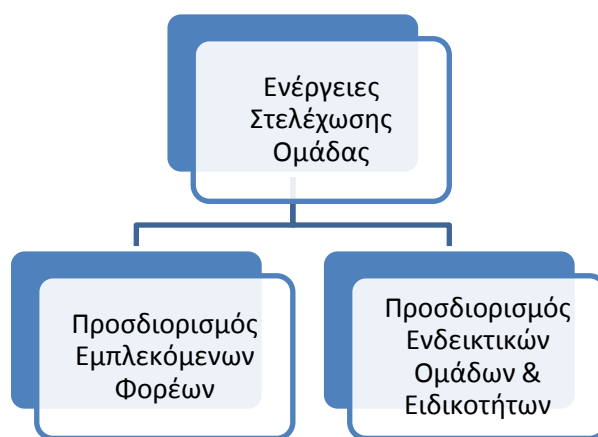 Ενέργειες
Στελέχωσης
Ομάδας
Προσδιορισμός
Εμπλεκόμενων
Φορέων
Προσδιορισμός
Ενδεικτικών
Ομάδων &
Ειδικοτήτων